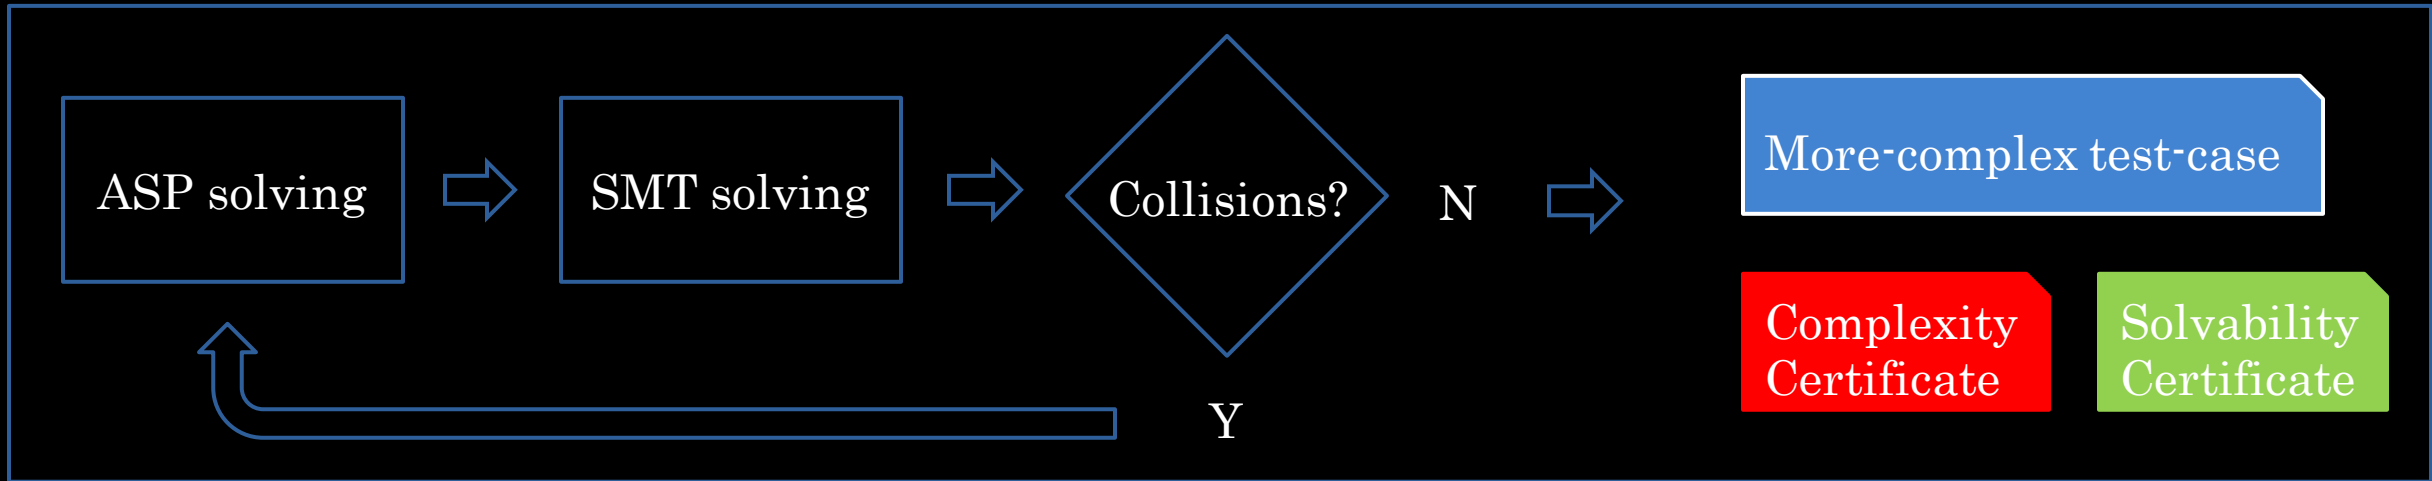 ASP solving
SMT solving
Collisions?
N
Y
More-complex test-case
Complexity
Certificate
Solvability
Certificate